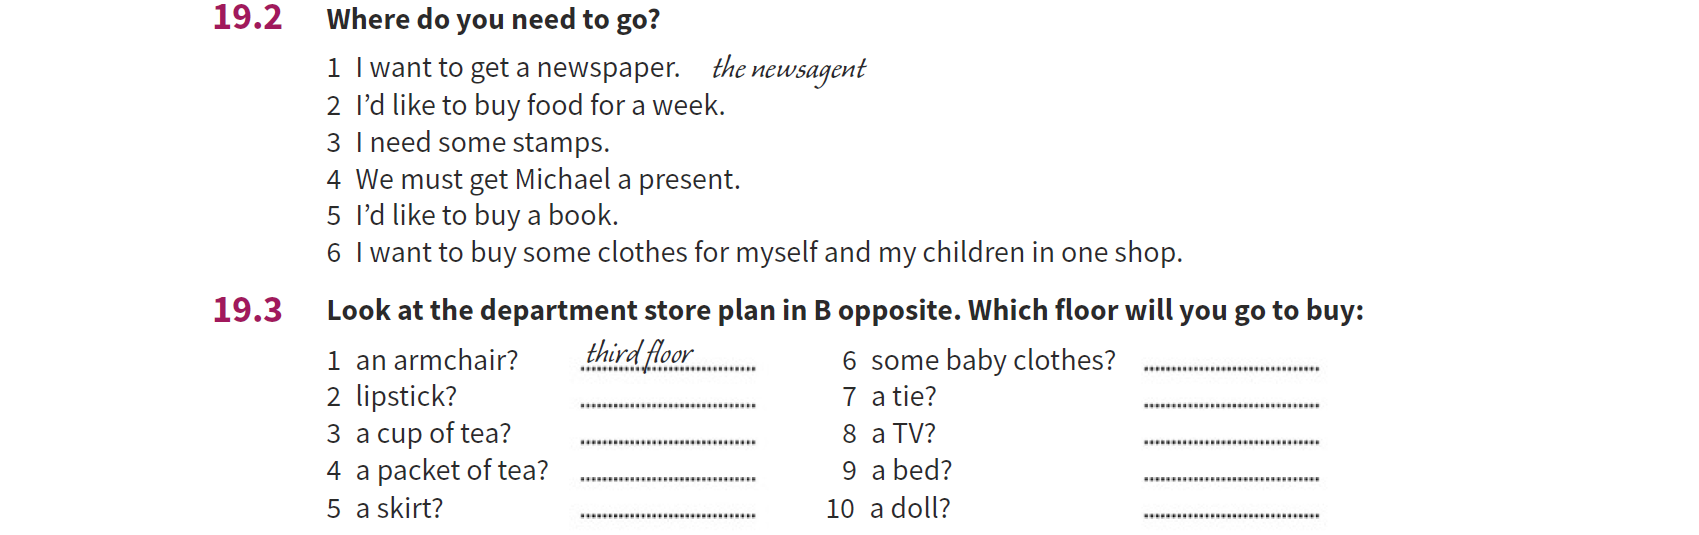 19.2 Where do you need to go?
1 I want to get a newspaper. the newsagent
2 I’d like to buy food for a week.
3 I need some stamps.
4 We must get Michael a present.
5 I’d like to buy a book.
6 I want to buy some clothes for myself and my children in one shop.
19.3 Look at the department store plan in B opposite. Which floor will you go to buy:
1 an armchair? third floor
2 lipstick?
3 a cup of tea?
4 a packet of tea?
5 a skirt?
6 some baby clothes?
7 a tie?
8 a TV?
9 a bed?
10 a doll?